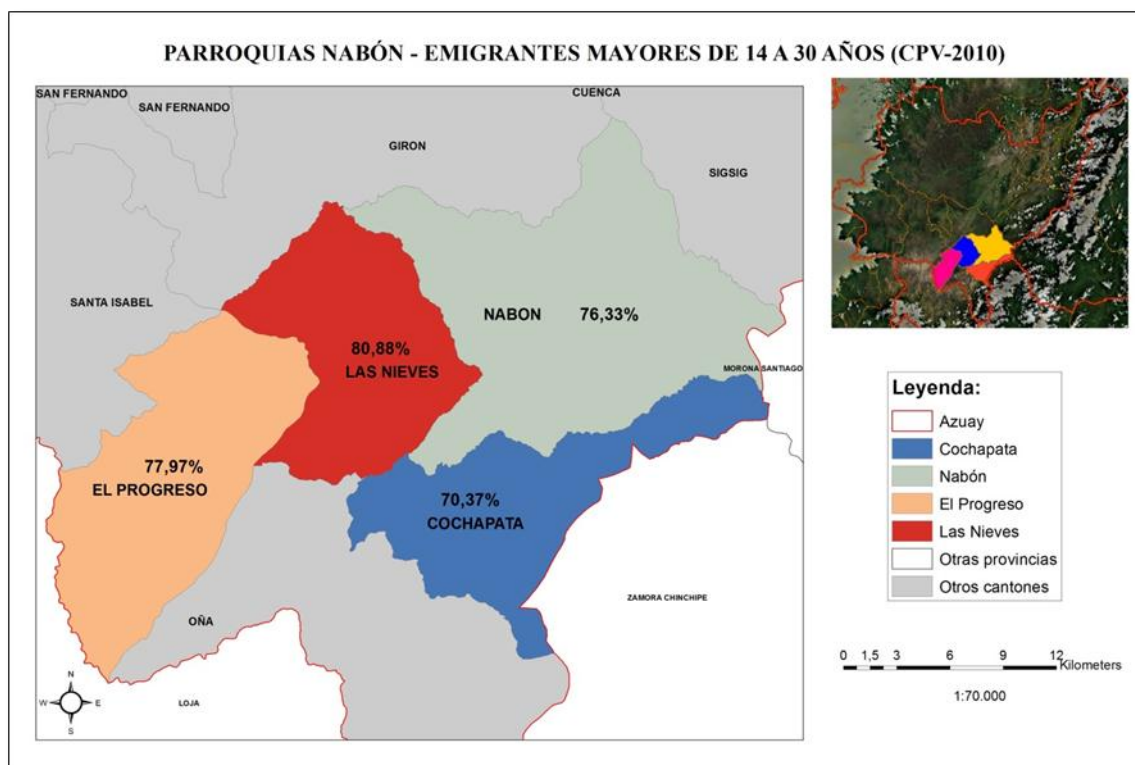 PARROQUIAS NABÓN - EMIGRANTES MAYORES DE 14 A 30 AÑOS (CPV-2010)
SAN FERNANDO
SAN FERNANDO
CUENCA
GIRON
SIGSIG
SANTA ISABEL
NABON 76,33%
80,88%
LAS NIEVES
MORONA SANTIAGO
77,97%
EL PROGRESO
70,37%
COCHAPATA
ZAMORA CHINCHIPE
OÑA
LOJA
N
W E
S
Leyenda:
Azuay
Cochapata
Nabón
El Progreso
Las Nieves
Otras provincias
Otros cantones
0 1,5 3 6 9 12
Kilometers
1:70.000